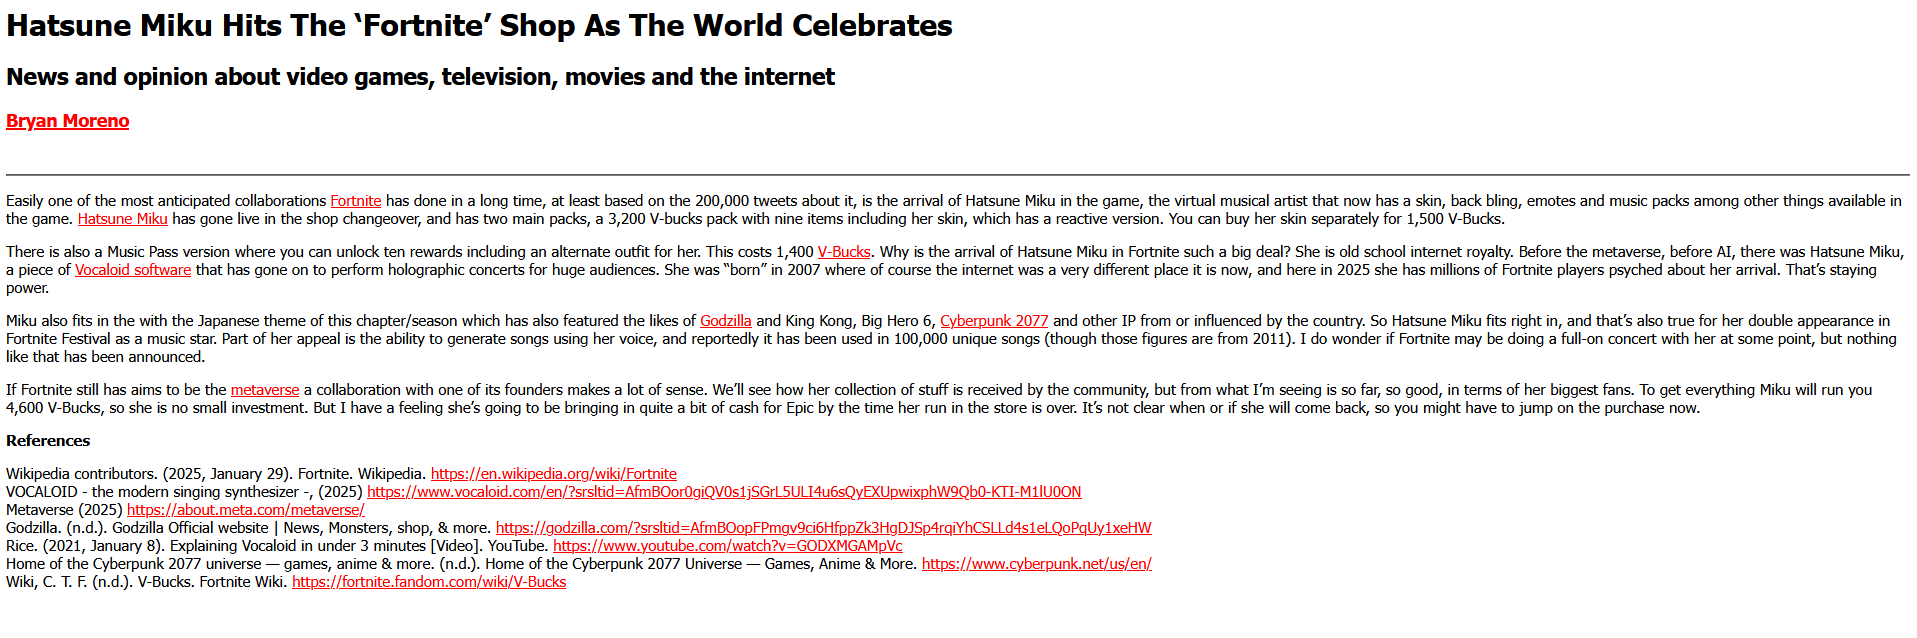 Hatsune Miku Hits The ‘Fortnite’ Shop As The World Celebrates
News and opinion about video games, television, movies and the internet
Bryan Moreno
Easily one of the most anticipated collaborations Fortnite has done in a long time, at least based on the 200,000 tweets about it, is the arrival of Hatsune Miku in the game, the virtual musical artist that now has a skin, back bling, emotes and music packs among other things available in
the game. Hatsune Miku has gone live in the shop changeover, and has two main packs, a 3,200 V-bucks pack with nine items including her skin, which has a reactive version. You can buy her skin separately for 1,500 V-Bucks.
There is also a Music Pass version where you can unlock ten rewards including an alternate outfit for her. This costs 1,400 V-Bucks. Why is the arrival of Hatsune Miku in Fortnite such a big deal? She is old school internet royalty. Before the metaverse, before AI, there was Hatsune Miku,
a piece of Vocaloid software that has gone on to perform holographic concerts for huge audiences. She was “born” in 2007 where of course the internet was a very different place it is now, and here in 2025 she has millions of Fortnite players psyched about her arrival. That’s staying
power.
Miku also fits in the with the Japanese theme of this chapter/season which has also featured the likes of Godzilla and King Kong, Big Hero 6, Cyberpunk 2077 and other IP from or influenced by the country. So Hatsune Miku fits right in, and that’s also true for her double appearance in
Fortnite Festival as a music star. Part of her appeal is the ability to generate songs using her voice, and reportedly it has been used in 100,000 unique songs (though those figures are from 2011). I do wonder if Fortnite may be doing a full-on concert with her at some point, but nothing
like that has been announced.
If Fortnite still has aims to be the metaverse a collaboration with one of its founders makes a lot of sense. We’ll see how her collection of stuff is received by the community, but from what I’m seeing is so far, so good, in terms of her biggest fans. To get everything Miku will run you
4,600 V-Bucks, so she is no small investment. But I have a feeling she’s going to be bringing in quite a bit of cash for Epic by the time her run in the store is over. It’s not clear when or if she will come back, so you might have to jump on the purchase now.
References
Wikipedia contributors. (2025, January 29). Fortnite. Wikipedia. https://en.wikipedia.org/wiki/Fortnite
VOCALOID - the modern singing synthesizer -, (2025) https://www.vocaloid.com/en/?srsltid=AfmBOor0giQV0s1jSGrL5ULI4u6sQyEXUpwixphW9Qb0-KTI-M1lU0ON
Metaverse (2025) https://about.meta.com/metaverse/
Godzilla. (n.d.). Godzilla Official website | News, Monsters, shop, & more. https://godzilla.com/?srsltid=AfmBOopFPmgv9ci6HfppZk3HgDJSp4rqiYhCSLLd4s1eLQoPqUy1xeHW
Rice. (2021, January 8). Explaining Vocaloid in under 3 minutes [Video]. YouTube. https://www.youtube.com/watch?v=GODXMGAMpVc
Home of the Cyberpunk 2077 universe — games, anime & more. (n.d.). Home of the Cyberpunk 2077 Universe — Games, Anime & More. https://www.cyberpunk.net/us/en/
Wiki, C. T. F. (n.d.). V-Bucks. Fortnite Wiki. https://fortnite.fandom.com/wiki/V-Bucks